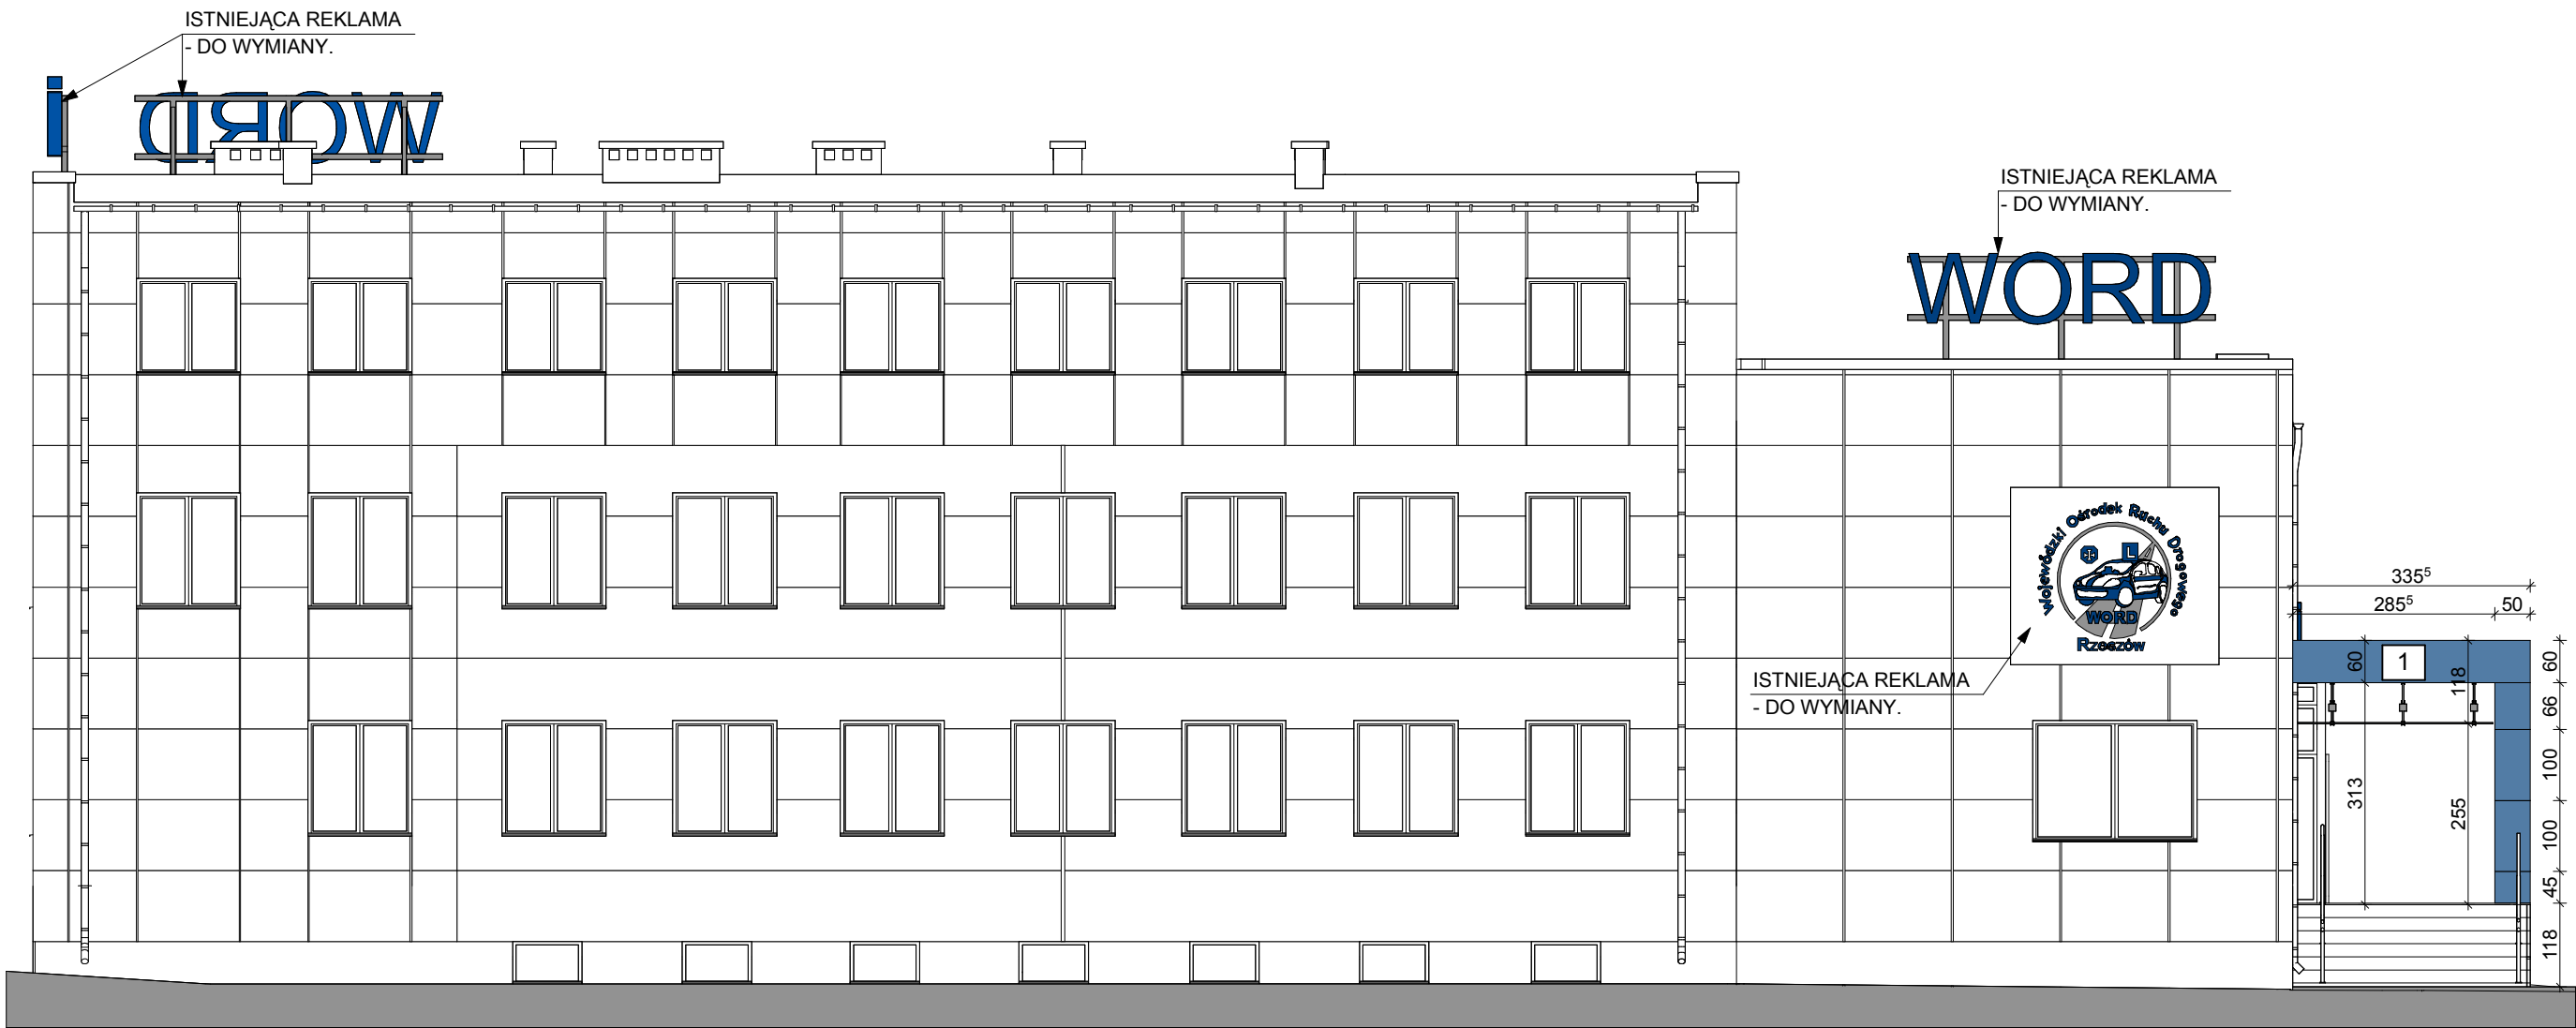 ISTNIEJĄCA REKLAMA
- DO WYMIANY.
WORD
ISTNIEJĄCA REKLAMA
- DO WYMIANY.
WORD
Wojewódzki Ośrodek Ruchu Drogowego
L
WORD
Rzeszów
ISTNIEJĄCA REKLAMA
- DO WYMIANY.
335⁵
285⁵ 50
60 1 118 60
66
313 255 100
100
45
118